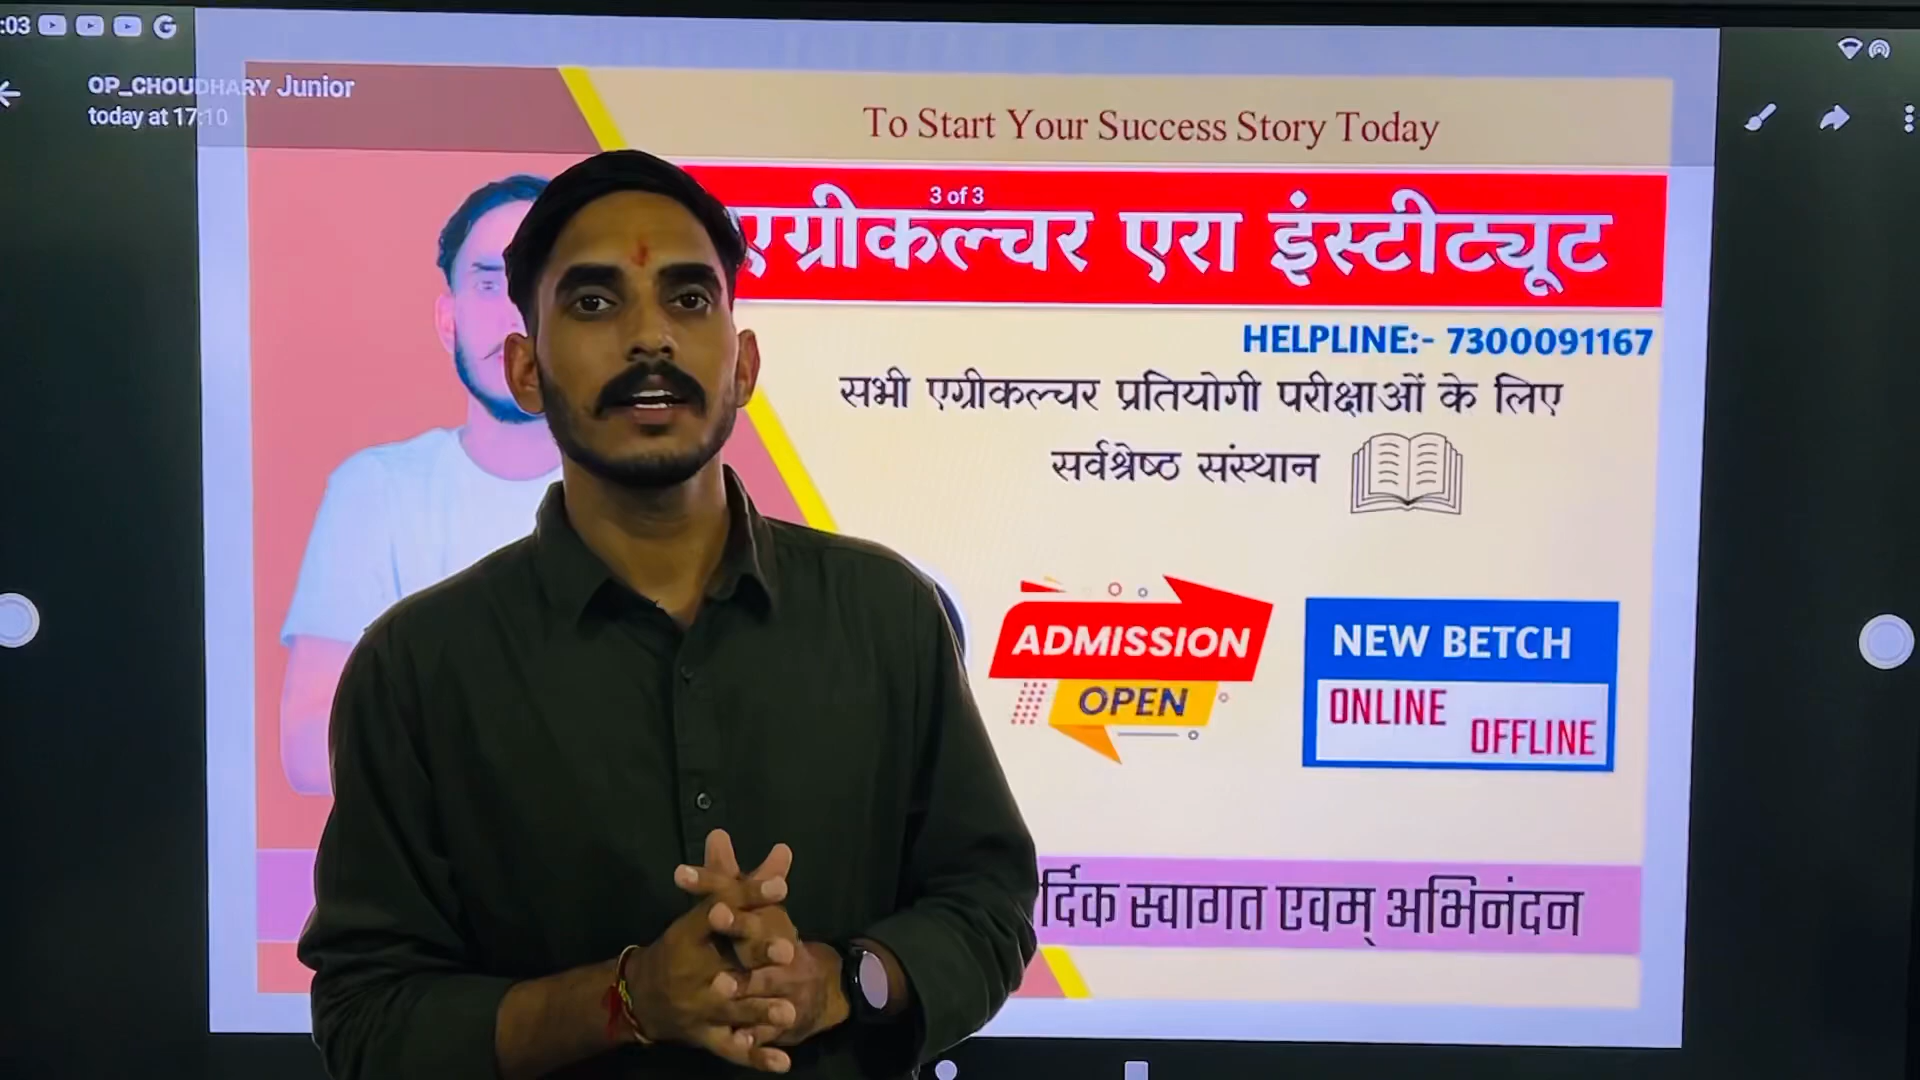 :03
OP_CHOUDHARY Junior
today at 17:10
To Start Your Success Story Today
3 of 3
एग्रीकल्चर एरा इंस्टीट्यूट
HELPLINE:- 7300091167
सभी एग्रीकल्चर प्रतियोगी परीक्षाओं के लिए
सर्वश्रेष्ठ संस्थान
ADMISSION
OPEN
NEW BETCH
ONLINE
OFFLINE
र्दिक स्वागत एवम् अभिनंदन